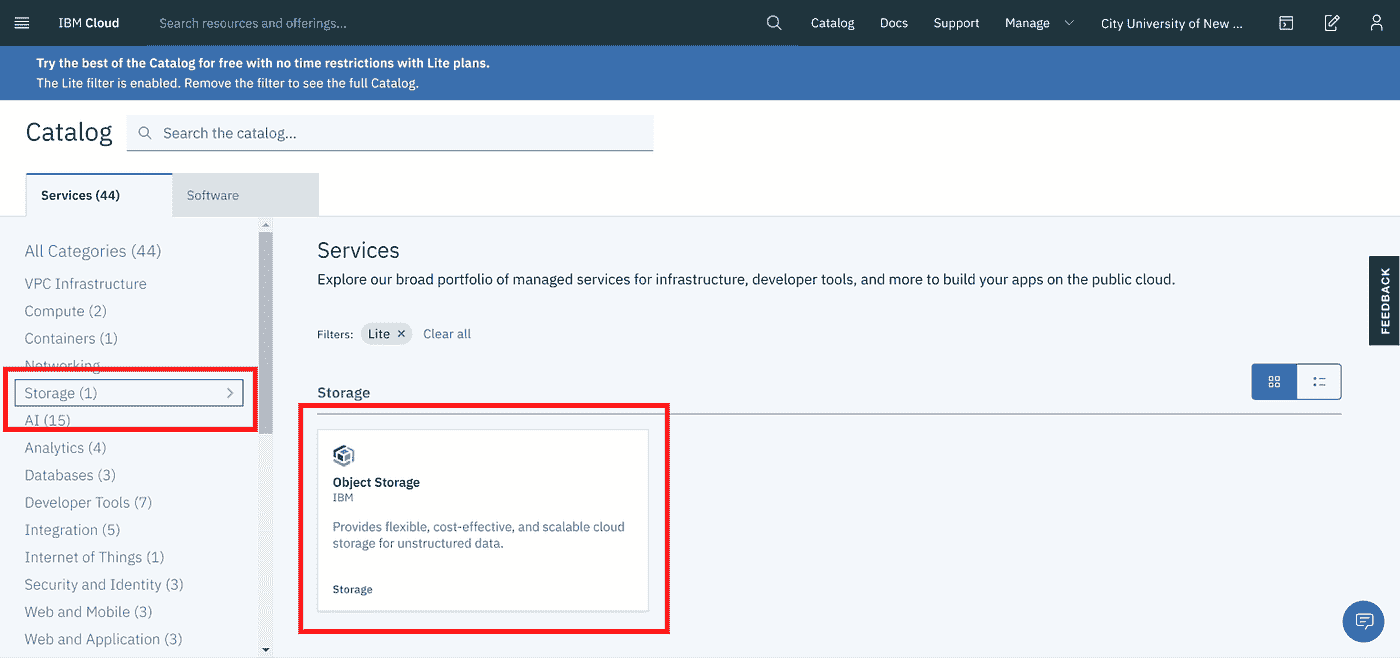 IBM Cloud
Search resources and offerings...
Catalog
Docs
Support
Manage
City University of New ...
Try the best of the Catalog for free with no time restrictions with Lite plans.
The Lite filter is enabled. Remove the filter to see the full Catalog.
Catalog
Search the catalog...
Services (44)
Software
All Categories (44)
VPC Infrastructure
Compute (2)
Containers (1)
Networking
Storage (1)
AI (15)
Analytics (4)
Databases (3)
Developer Tools (7)
Integration (5)
Internet of Things (1)
Security and Identity (3)
Web and Mobile (3)
Web and Application (3)
Services
Explore our broad portfolio of managed services for infrastructure, developer tools, and more to build your apps on the public cloud.
Filters:
Lite
Clear all
Storage
Object Storage
IBM
Provides flexible, cost-effective, and scalable cloud
storage for unstructured data.
Storage
FEEDBACK